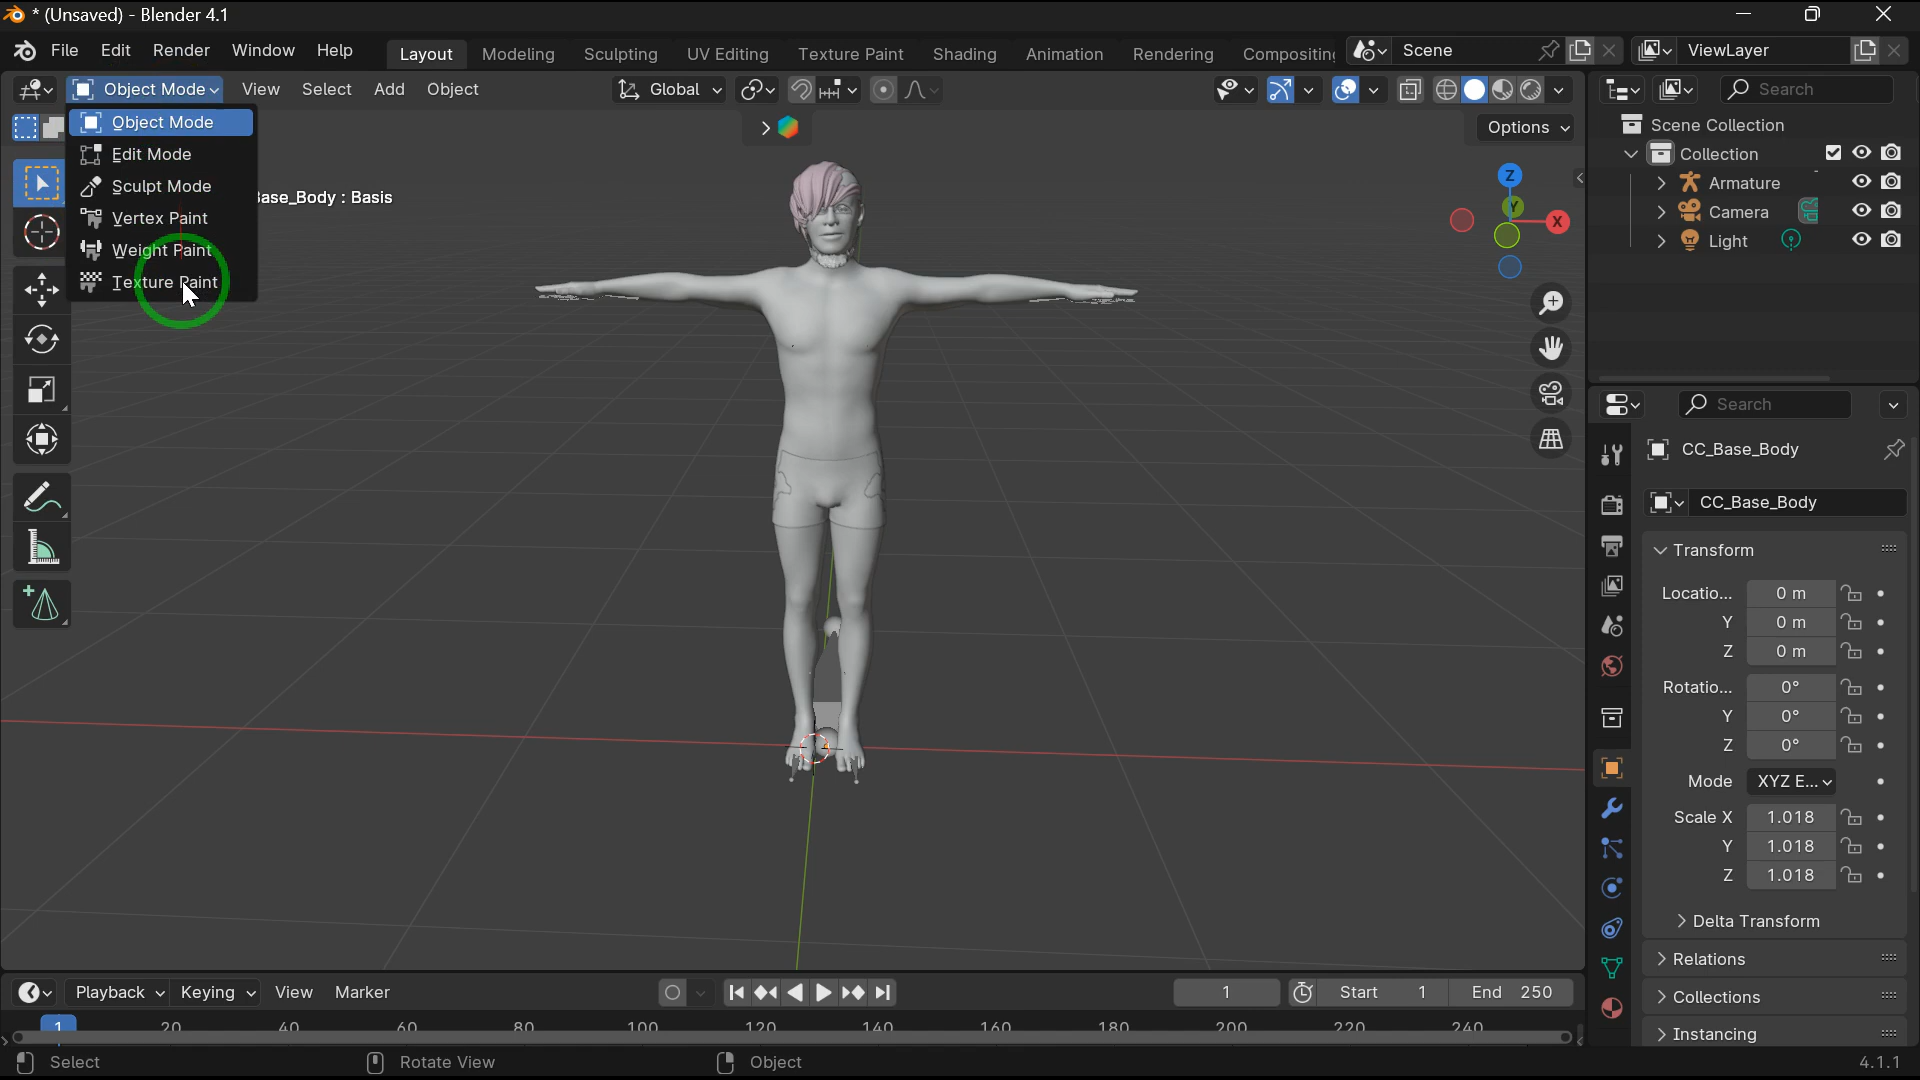 * (Unsaved) - Blender 4.1
File Edit Render Window Help Layout Modeling Sculpting UV Editing Texture Paint Shading Animation Rendering Compositing Scene ViewLayer
Object Mode View Select Add Object Global Search
Object Mode
Edit Mode
Sculpt Mode
Vertex Paint
Weight Paint
Texture Paint
Base_Body : Basis
Options
Z
Y
X
Scene Collection
Collection
Armature
Camera
Light
Search
CC_Base_Body
CC_Base_Body
Transform
Locatio... 0 m
Y 0 m
Z 0 m
Rotatio... 0°
Y 0°
Z 0°
Mode XYZ E...
Scale X 1.018
Y 1.018
Z 1.018
Delta Transform
Relations
Collections
Instancing
Playback Keying View Marker 1 Start 1 End 250
1 20 40 60 80 100 120 140 160 180 200 220 240
Select Rotate View Object 4.1.1